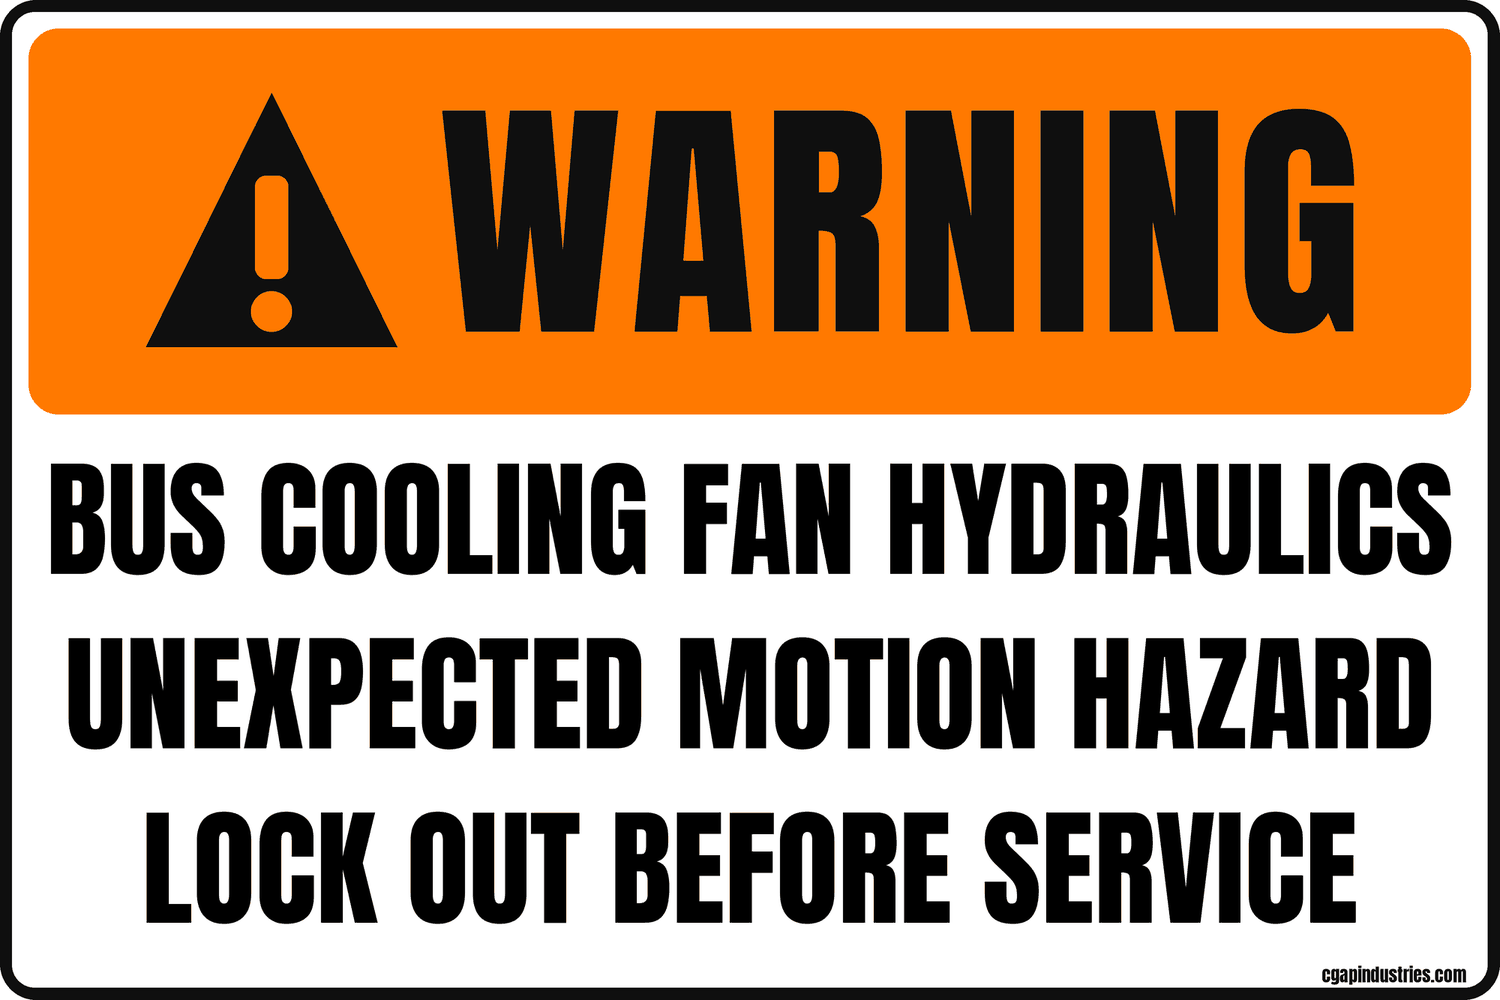 WARNING
BUS COOLING FAN HYDRAULICS
UNEXPECTED MOTION HAZARD
LOCK OUT BEFORE SERVICE
cgapindustries.com